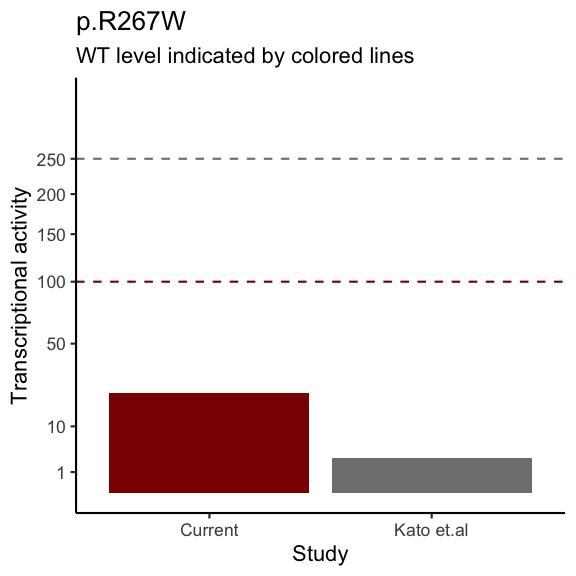 p.R267W
WT level indicated by colored lines
Transcriptional activity
250
200
150
100
50
10
1
Current
Kato et.al
Study